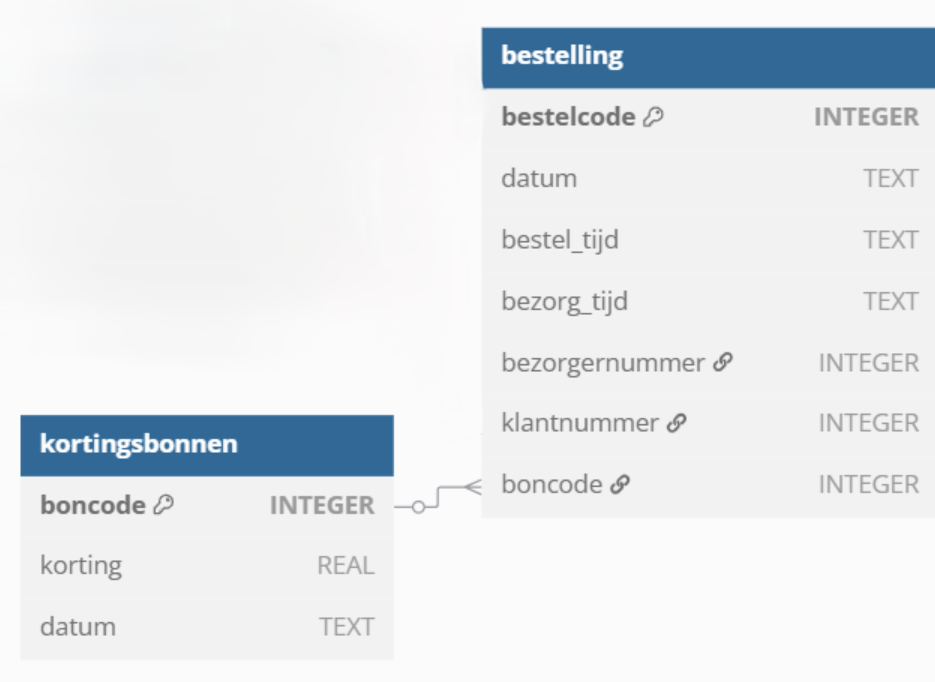 bestelling
bestelcode INTEGER
datum TEXT
bestel_tijd TEXT
bezorg_tijd TEXT
bezorgernummer INTEGER
klantnummer INTEGER
boncode INTEGER
kortingsbonnen
boncode INTEGER
korting REAL
datum TEXT